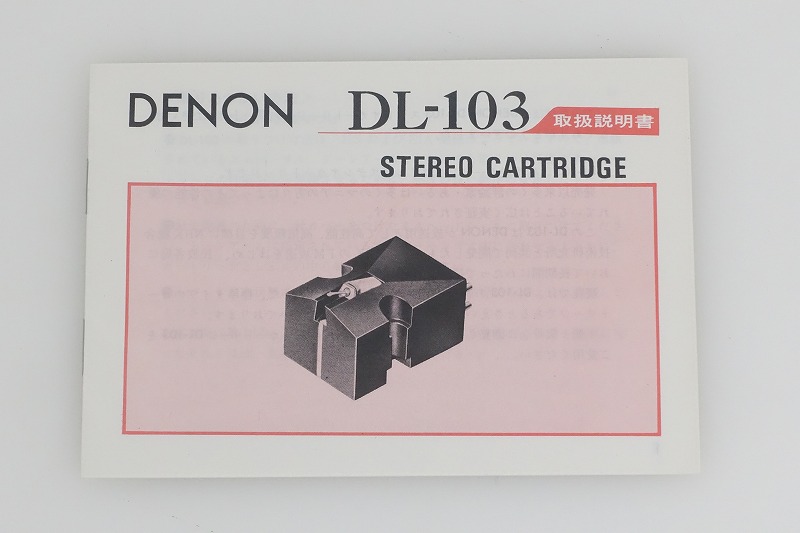 DENON DL-103 取扱説明書
STEREO CARTRIDGE